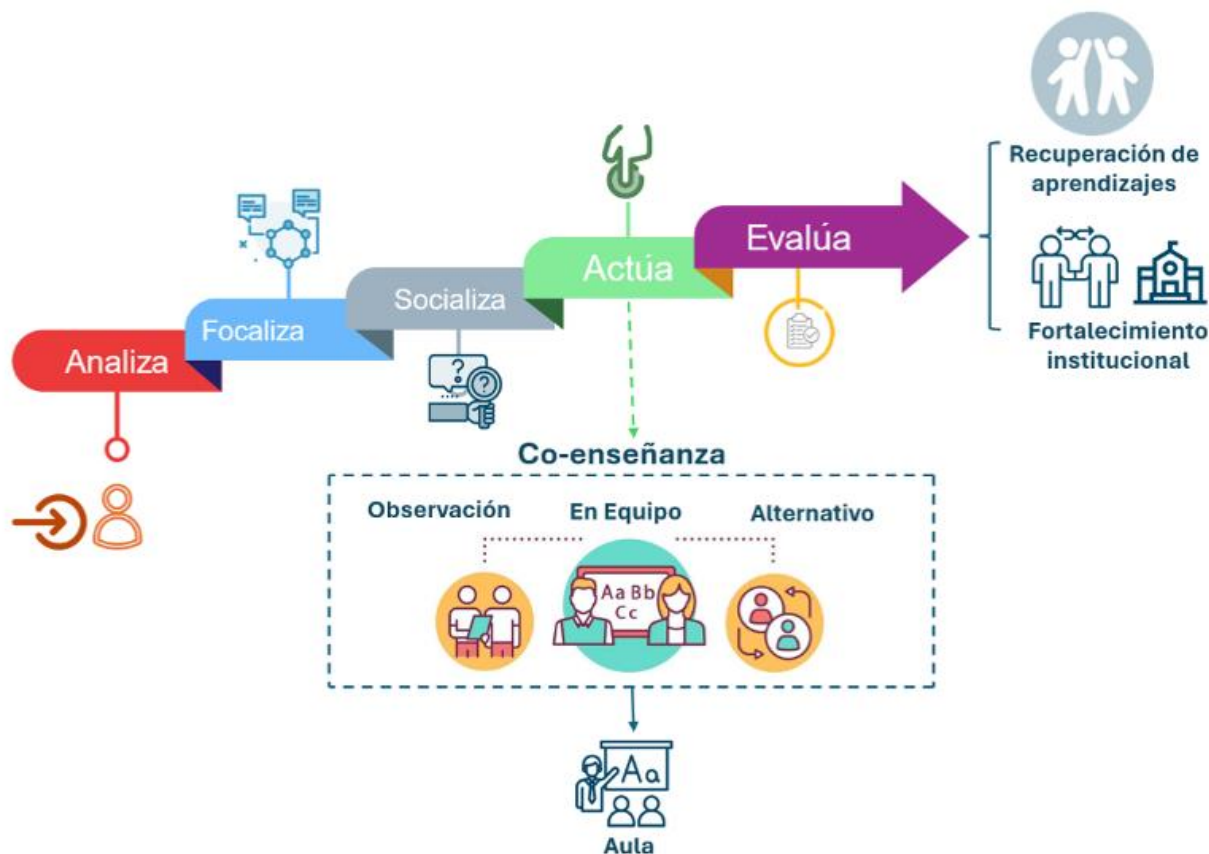 Analiza
Focaliza
Socializa
Actúa
Evalúa
Recuperación de
aprendizajes
Fortalecimiento
institucional
Co-enseñanza
Observación
En Equipo
Alternativo
Aa Bb
Cc
Aa
Aula
? ?